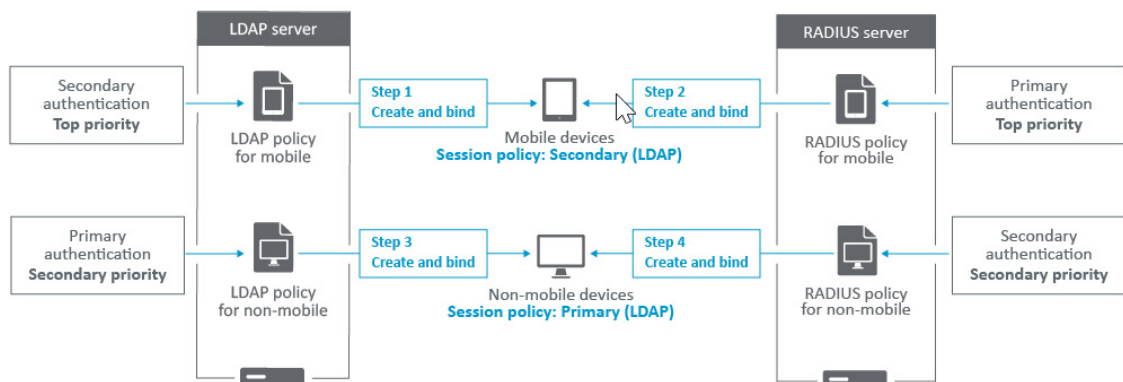 LDAP server
RADIUS server
Secondary
authentication
Top priority
LDAP policy
for mobile
Step 1
Create and bind
Mobile devices
Session policy: Secondary (LDAP)
Step 2
Create and bind
RADIUS policy
for mobile
Primary
authentication
Top priority
Primary
authentication
Secondary priority
LDAP policy
for non-mobile
Step 3
Create and bind
Non-mobile devices
Session policy: Primary (LDAP)
Step 4
Create and bind
RADIUS policy
for non-mobile
Secondary
authentication
Secondary priority